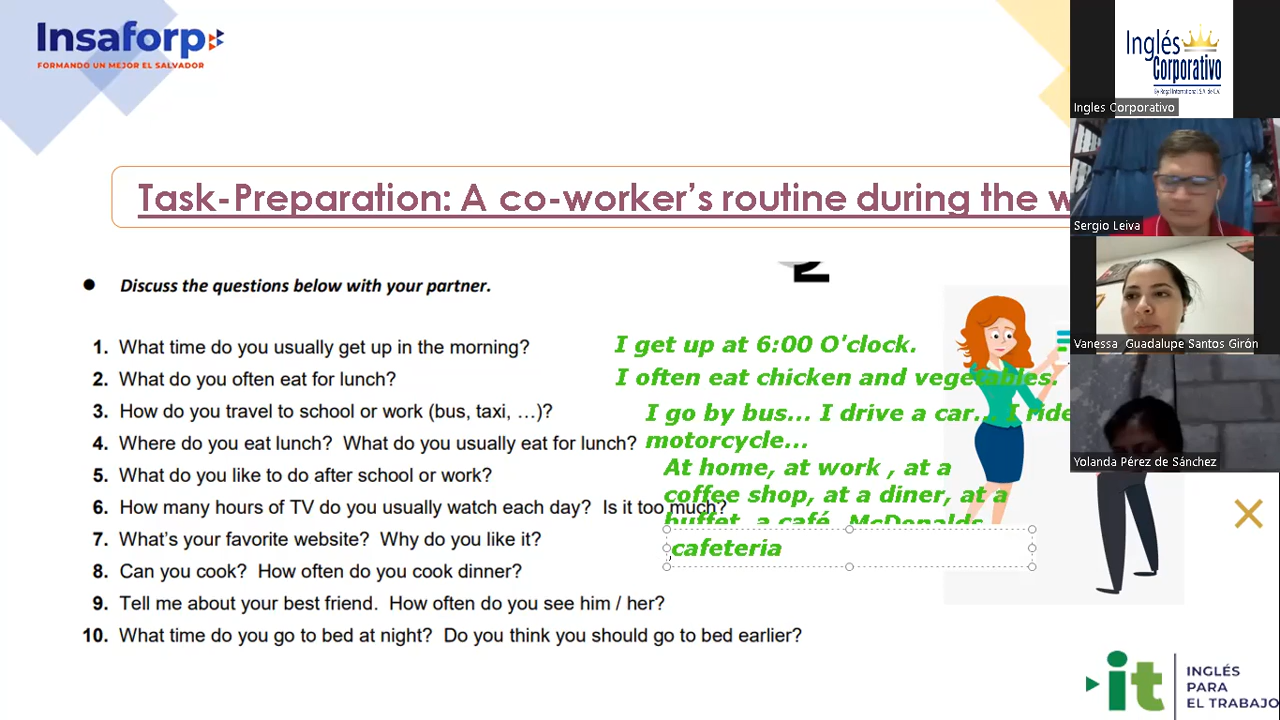 Insaforp
FORMANDO UN MEJOR EL SALVADOR
Task-Preparation: A co-worker's routine during the w
2
● Discuss the questions below with your partner.
1. What time do you usually get up in the morning?
I get up at 6:00 O'clock.
2. What do you often eat for lunch?
I often eat chicken and vegetables.
3. How do you travel to school or work (bus, taxi, …)?
I go by bus... I drive a car... I ride
motorcycle...
4. Where do you eat lunch? What do you usually eat for lunch?
At home, at work , at a
coffee shop, at a diner, at a
buffet, a café, McDonalds
cafeteria
5. What do you like to do after school or work?
6. How many hours of TV do you usually watch each day? Is it too much?
7. What's your favorite website? Why do you like it?
8. Can you cook? How often do you cook dinner?
9. Tell me about your best friend. How often do you see him / her?
10. What time do you go to bed at night? Do you think you should go to bed earlier?
it
INGLÉS
PARA
EL TRABAJO
Inglés
Corporativo
Ingles Corporativo
Sergio Leiva
Vanessa Guadalupe Santos Girón
Yolanda Pérez de Sánchez